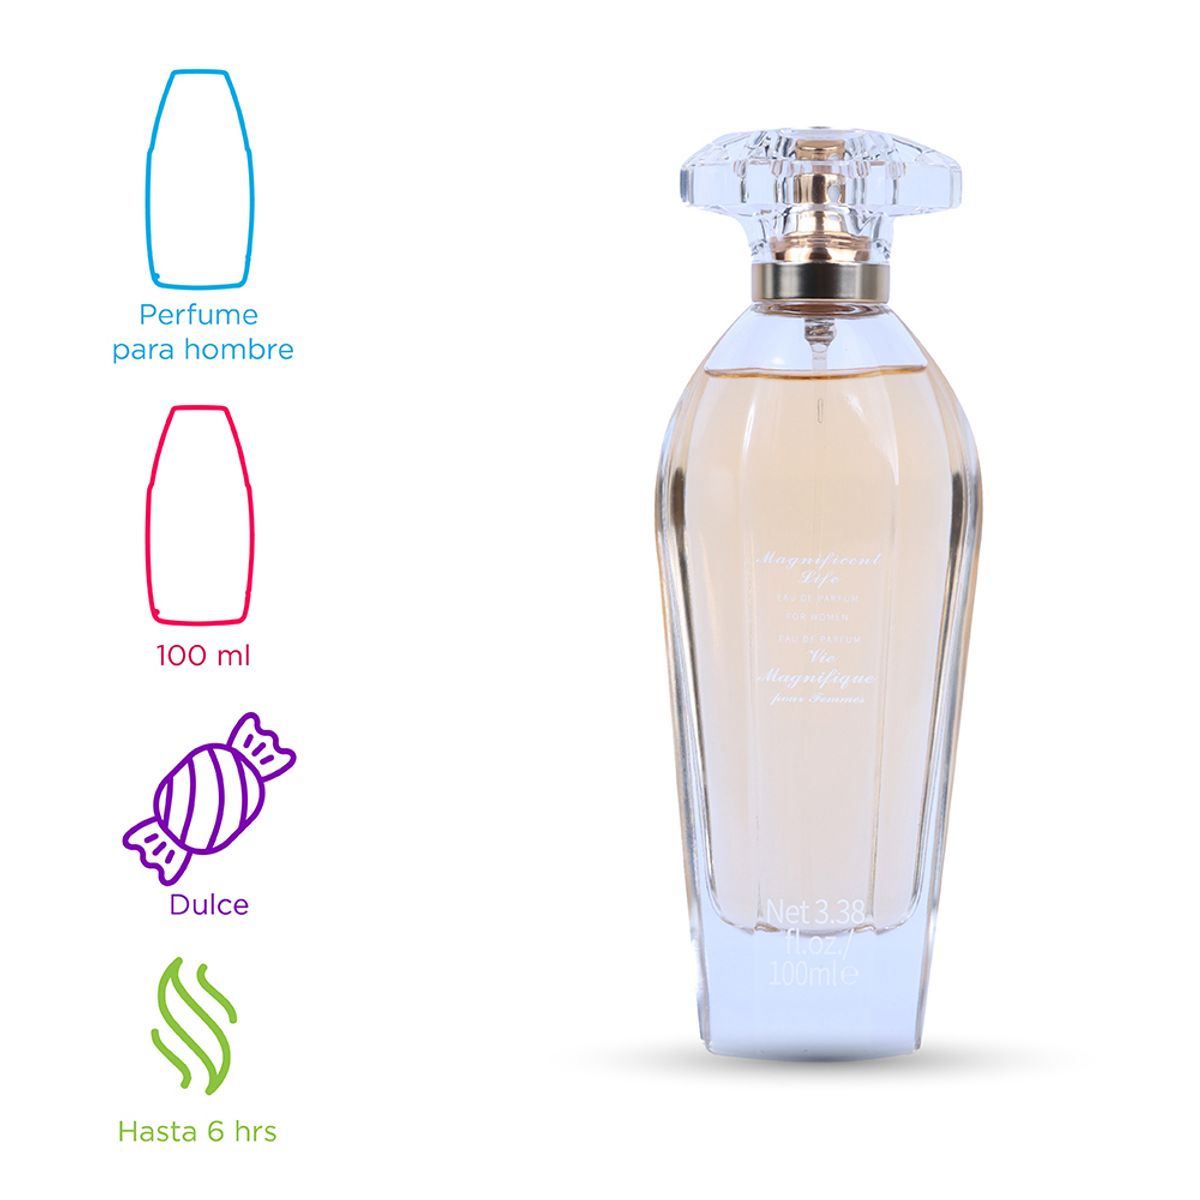 Perfume
para hombre
100 ml
Dulce
Hasta 6 hrs
Magnificent
Life
EAU DE PARFUM
FOR WOMEN
EAU DE PARFUM
Vie
Magnifique
pour Femmes
Net 3.38
fl.oz./
100ml℮